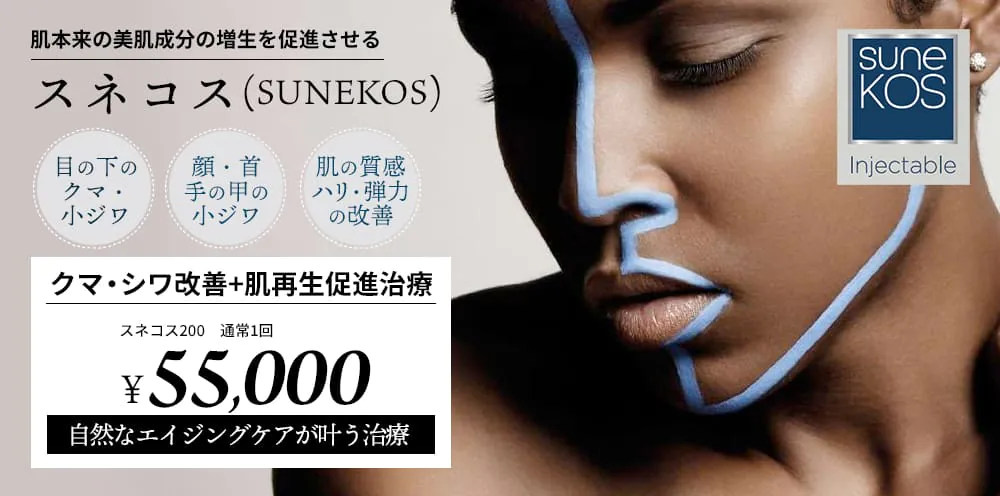 肌本来の美肌成分の増生を促進させる
スネコス(SUNEKOS)
目の下の
クマ・
小ジワ
顔・首
手の甲の
小ジワ
肌の質感
ハリ・弾力
の改善
クマ・シワ改善+肌再生促進治療
スネコス200　通常1回
¥55,000
自然なエイジングケアが叶う治療
sune
KOS
Injectable